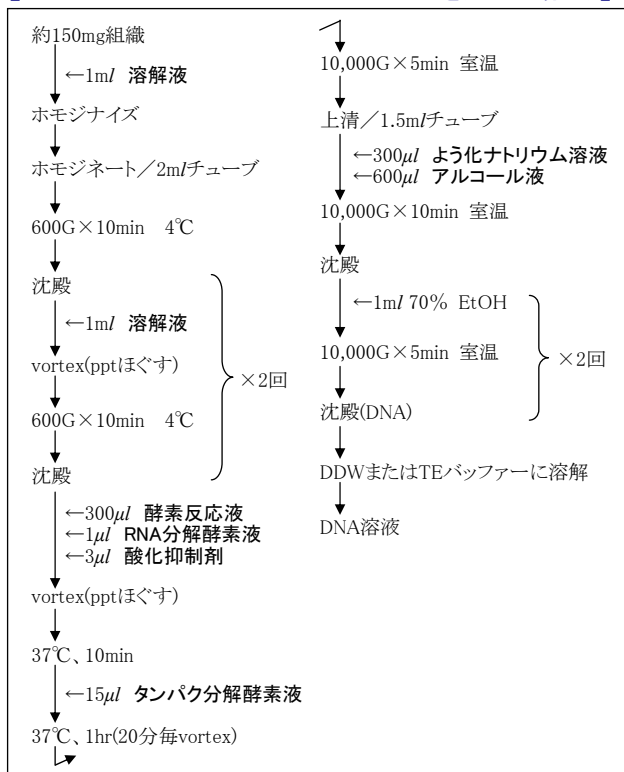 約150mg組織
←1ml 溶解液
ホモジナイズ
ホモジネート／2mlチューブ
600G×10min 4℃
沈殿
←1ml 溶解液
vortex(pptほぐす)
×2回
600G×10min 4℃
沈殿
←300μl 酵素反応液
←1μl RNA分解酵素液
←3μl 酸化抑制剤
vortex(pptほぐす)
37℃、10min
←15μl タンパク分解酵素液
37℃、1hr(20分毎vortex)
10,000G×5min 室温
上清／1.5mlチューブ
←300μl よう化ナトリウム溶液
←600μl アルコール液
10,000G×10min 室温
沈殿
←1ml 70% EtOH
10,000G×5min 室温
×2回
沈殿(DNA)
DDWまたはTEバッファーに溶解
DNA溶液